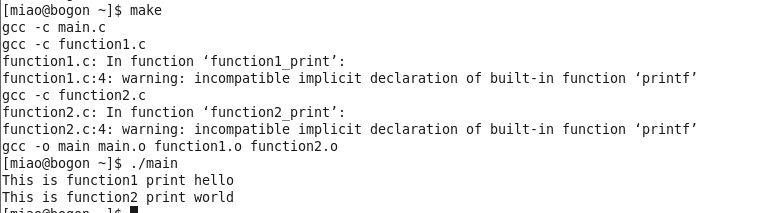 [miao@bogon ~]$ make
gcc -c main.c
gcc -c function1.c
function1.c: In function ‘function1_print’:
function1.c:4: warning: incompatible implicit declaration of built-in function ‘printf’
gcc -c function2.c
function2.c: In function ‘function2_print’:
function2.c:4: warning: incompatible implicit declaration of built-in function ‘printf’
gcc -o main main.o function1.o function2.o
[miao@bogon ~]$ ./main
This is function1 print hello
This is function2 print world
[miao@bogon ~]$